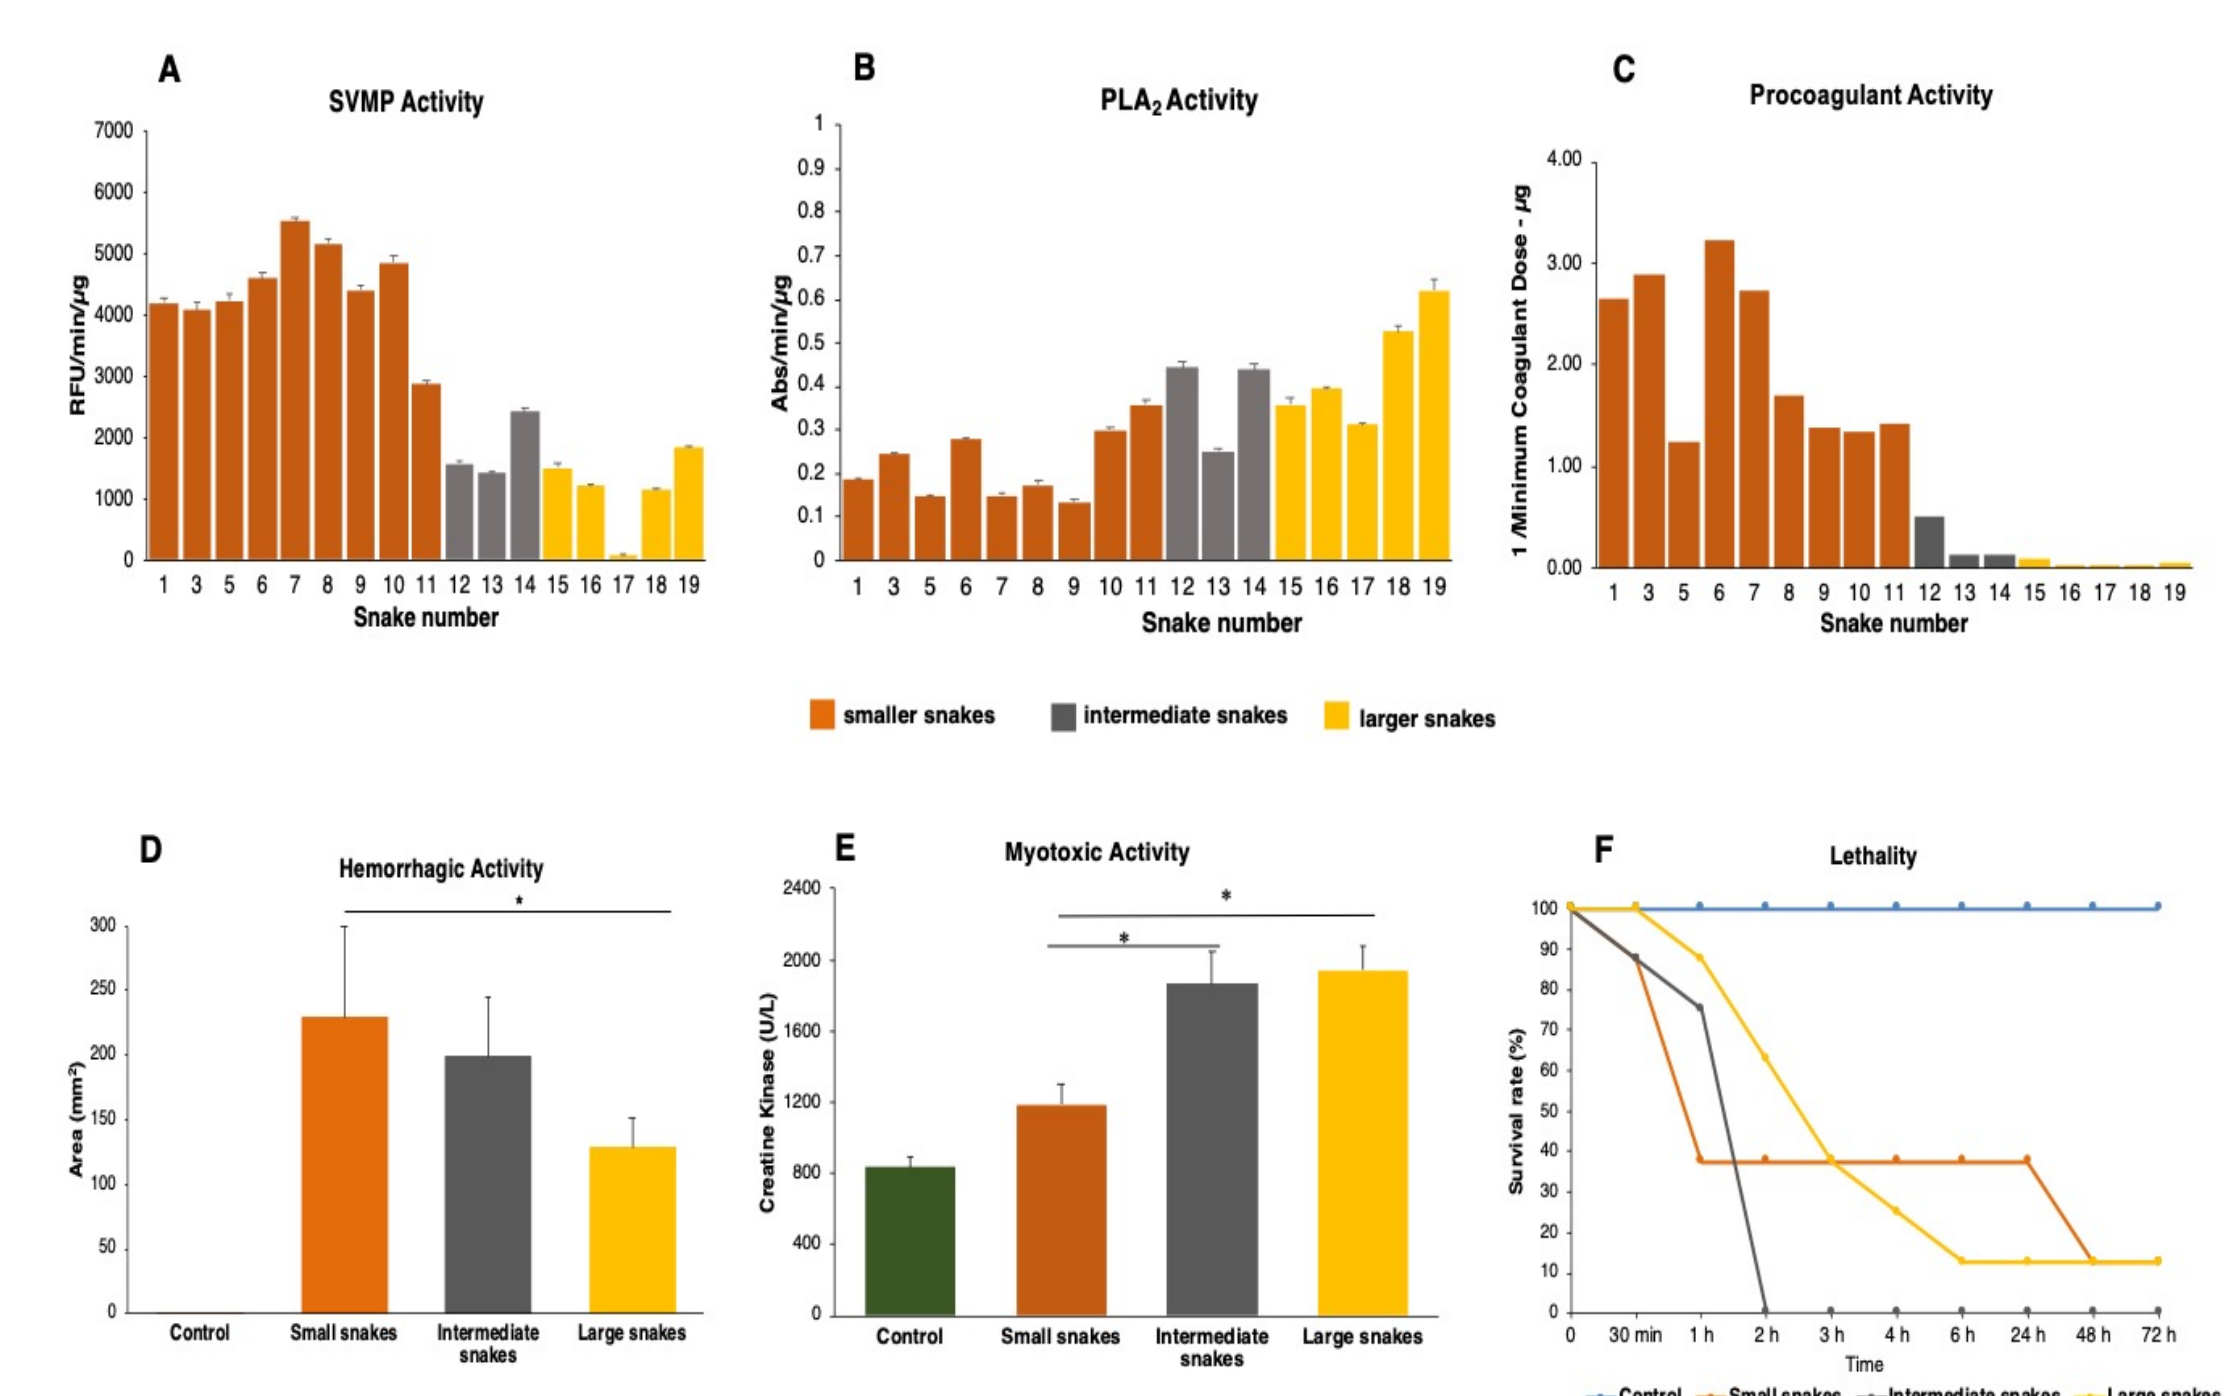 A
SVMP Activity
7000
6000
5000
4000
3000
2000
1000
0
RFU/min/µg
1 3 5 6 7 8 9 10 11 12 13 14 15 16 17 18 19
Snake number
B
PLA₂ Activity
1
0.9
0.8
0.7
0.6
0.5
0.4
0.3
0.2
0.1
0
Abs/min/µg
1 3 5 6 7 8 9 10 11 12 13 14 15 16 17 18 19
Snake number
C
Procoagulant Activity
4.00
3.00
2.00
1.00
0.00
1 /Minimum Coagulant Dose - µg
1 3 5 6 7 8 9 10 11 12 13 14 15 16 17 18 19
Snake number
smaller snakes intermediate snakes larger snakes
D
Hemorrhagic Activity
*
300
250
200
150
100
50
0
Area (mm²)
Control Small snakes Intermediate snakes Large snakes
E
Myotoxic Activity
*
*
2400
2000
1600
1200
800
400
0
Creatine Kinase (U/L)
Control Small snakes Intermediate snakes Large snakes
F
Lethality
100
90
80
70
60
50
40
30
20
10
0
Survival rate (%)
0 30 min 1 h 2 h 3 h 4 h 6 h 24 h 48 h 72 h
Time
Control Small snakes Intermediate snakes Large snakes